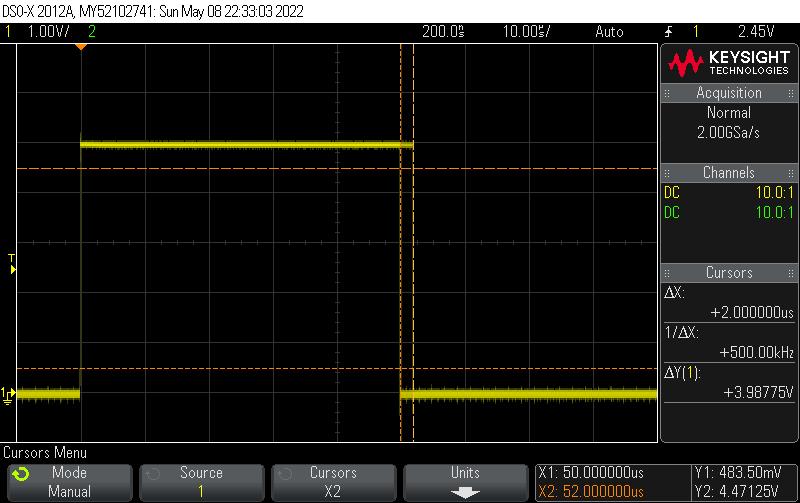 DSO-X 2012A, MY52102741: Sun May 08 22:33:03 2022
1 1.00V/ 2 200.0s 10.00s/ Auto 1 2.45V
KEYSIGHT
TECHNOLOGIES
Acquisition
Normal
2.00GSa/s
Channels
DC 10.0:1
DC 10.0:1
Cursors
ΔX:
+2.000000us
1/ΔX:
+500.00kHz
ΔY(1):
+3.98775V
T
1
Cursors Menu
Mode
Manual
Source
1
Cursors
X2
Units
X1: 50.000000us
X2: 52.000000us
Y1: 483.50mV
Y2: 4.47125V